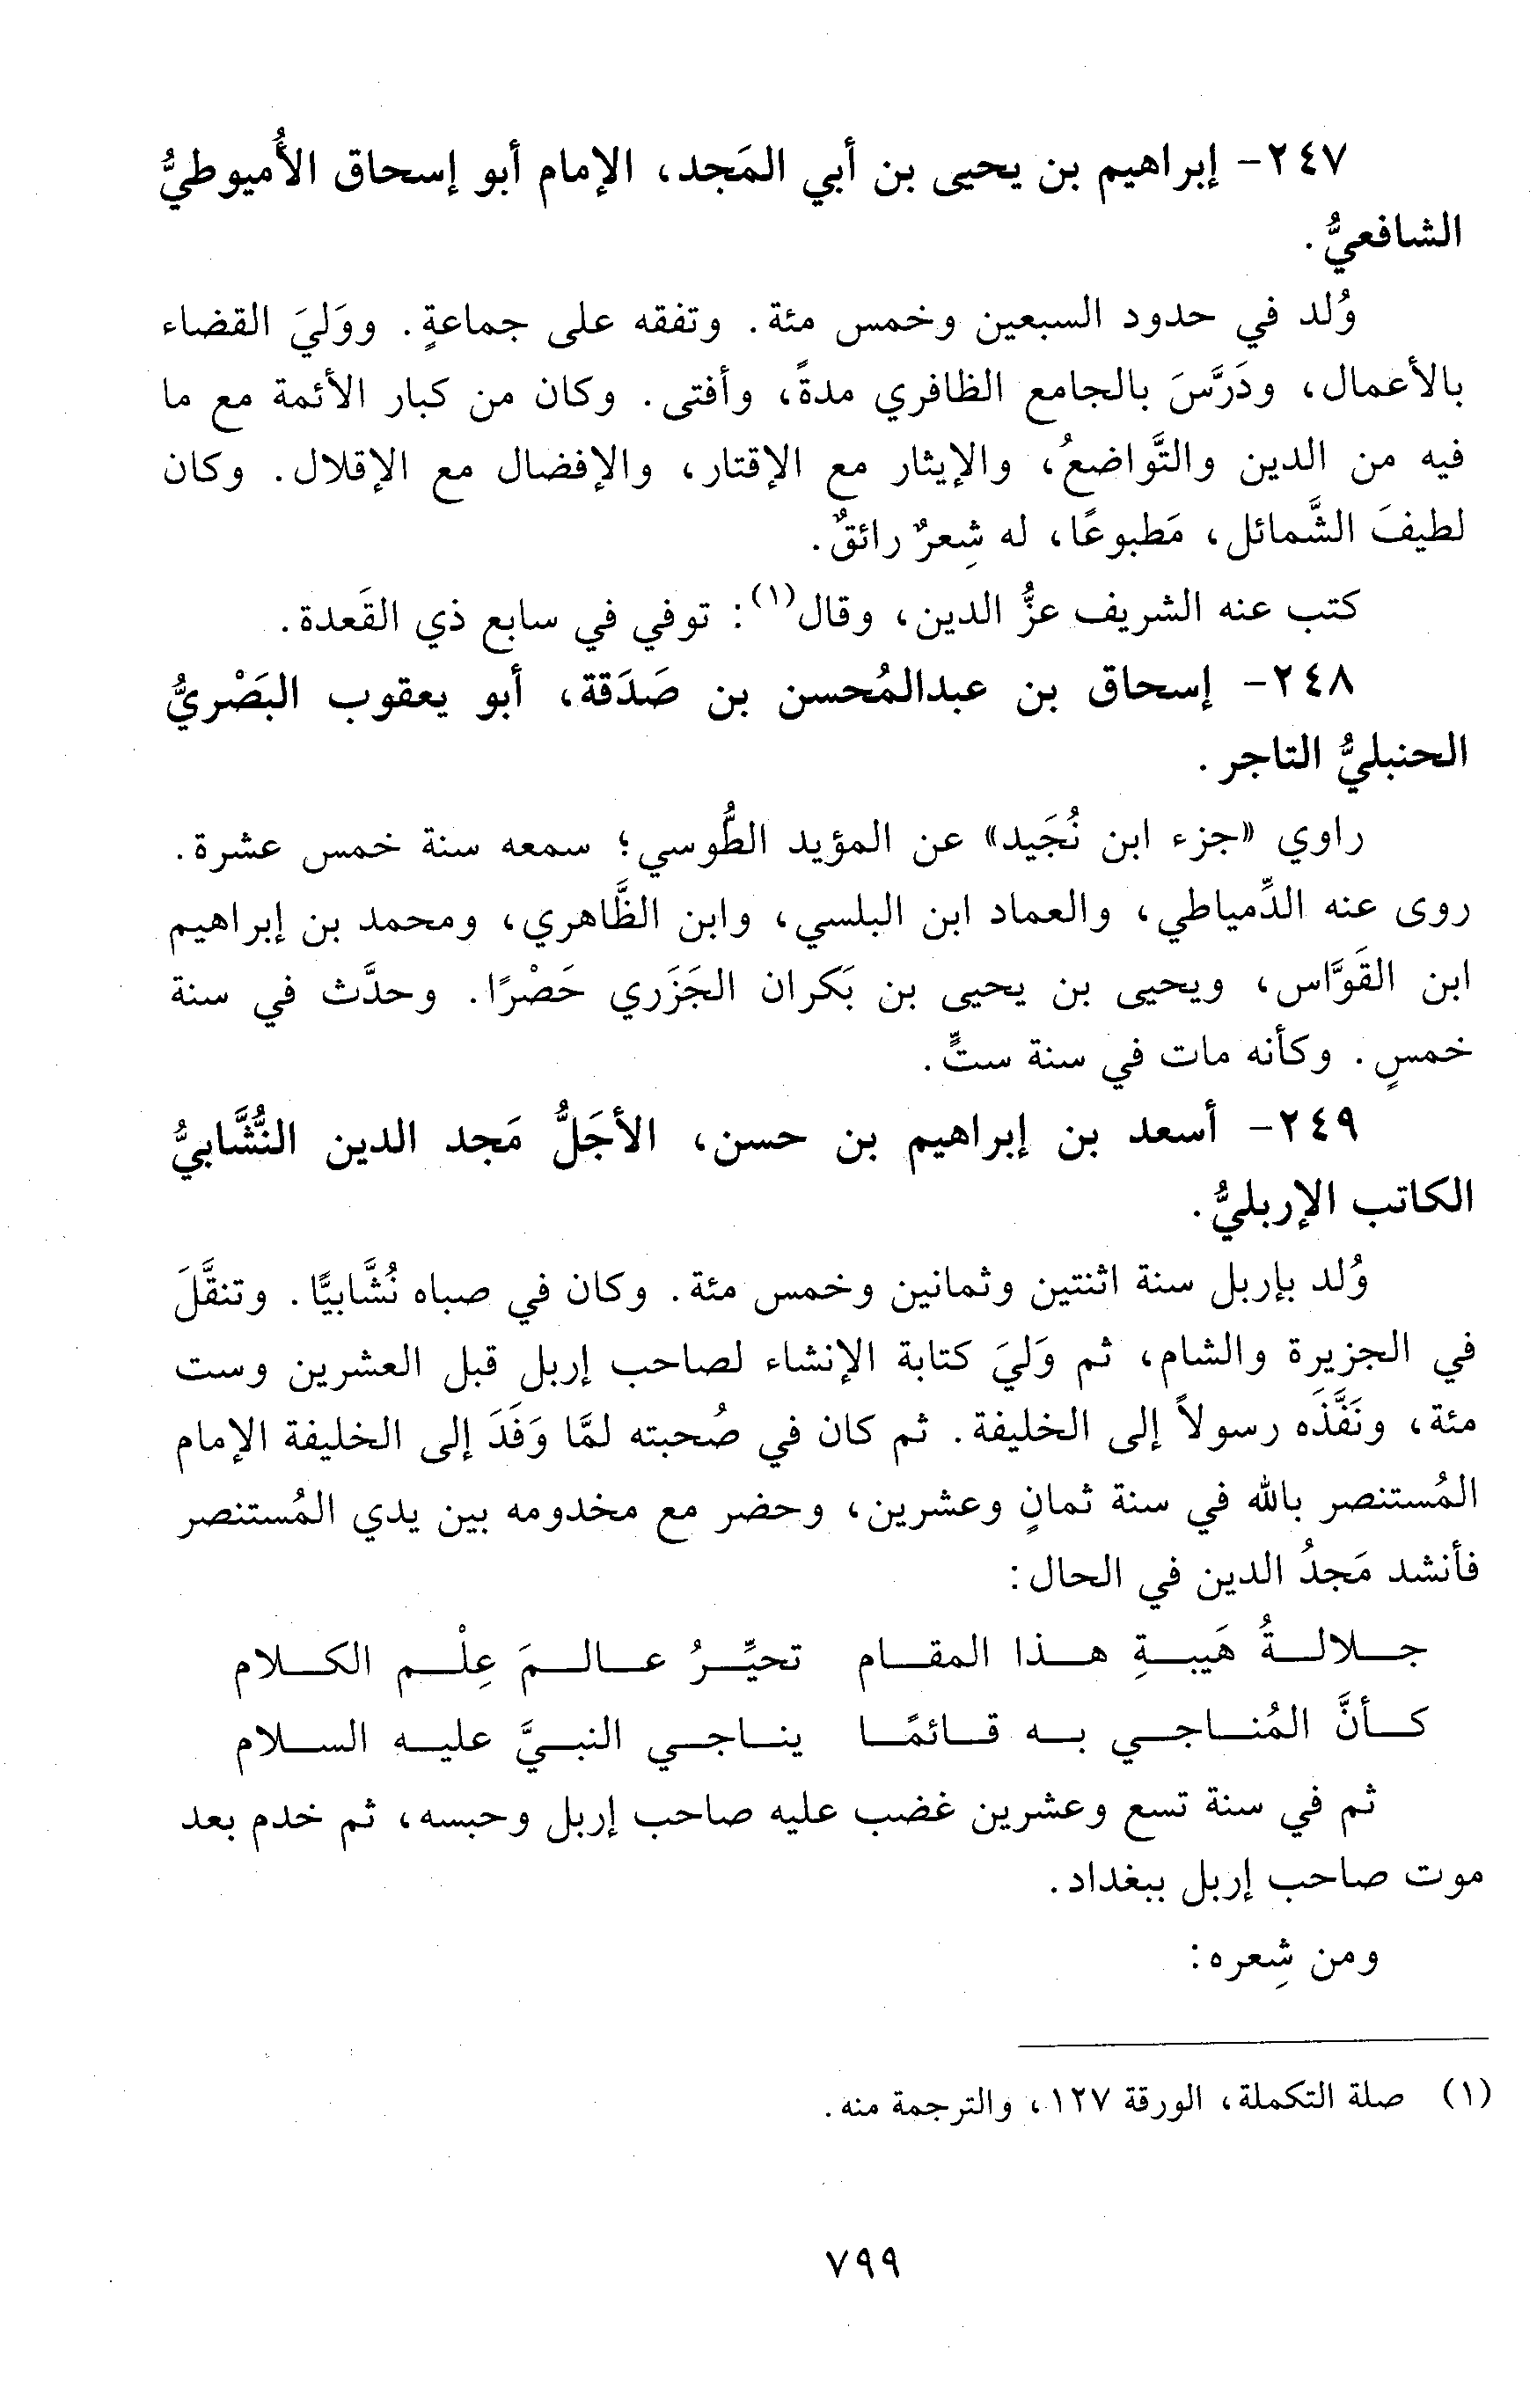 ٢٤٧- إبراهيم بن يحيى بن أبي المَجد، الإمام أبو إسحاق الأُميوطيُّ
الشافعيُّ.
وُلد في حدود السبعين وخمس مئة. وتفقه على جماعةٍ. ووَليَ القضاء
بالأعمال، ودَرَّسَ بالجامع الظافري مدةً، وأفتى. وكان من كبار الأئمة مع ما
فيه من الدين والتَّواضعُ، والإيثار مع الإقتار، والإفضال مع الإقلال. وكان
لطيفَ الشَّمائل، مَطبوعًا، له شِعرٌ رائقٌ.
كتب عنه الشريف عزُّ الدين، وقال(١): توفي في سابع ذي القَعدة.
٢٤٨- إسحاق بن عبدالمُحسن بن صَدَقة، أبو يعقوب البَصْريُّ
الحنبليُّ التاجر.
راوي «جزء ابن نُجَيد» عن المؤيد الطُّوسي؛ سمعه سنة خمس عشرة.
روى عنه الدِّمياطي، والعماد ابن البلسي، وابن الظَّاهري، ومحمد بن إبراهيم
ابن القَوَّاس، ويحيى بن يحيى بن بَكران الجَزَري حَضْرًا. وحدَّث في سنة
خمسٍ. وكأنه مات في سنة ستٍّ.
٢٤٩- أسعد بن إبراهيم بن حسن، الأجَلُّ مَجد الدين النُّشَّابيُّ
الكاتب الإربليُّ.
وُلد بإربل سنة اثنتين وثمانين وخمس مئة. وكان في صباه نُشَّابيًّا. وتنقَّلَ
في الجزيرة والشام، ثم وَليَ كتابة الإنشاء لصاحب إربل قبل العشرين وست
مئة، ونَفَّذَه رسولاً إلى الخليفة. ثم كان في صُحبته لمَّا وَفَدَ إلى الخليفة الإمام
المُستنصر بالله في سنة ثمانٍ وعشرين، وحضر مع مخدومه بين يدي المُستنصر
فأنشد مَجدُ الدين في الحال:
جـلالـةُ هَيبـةِ هـذا المقـام تحيِّـرُ عـالـمَ عِلْـم الكـلام
كـأنَّ المُنـاجـي بـه قـائمًـا ينـاجـي النبـيَّ عليـه السـلام
ثم في سنة تسع وعشرين غضب عليه صاحب إربل وحبسه، ثم خدم بعد
موت صاحب إربل ببغداد.
ومن شِعره:
(١) صلة التكملة، الورقة ١٢٧، والترجمة منه.
٧٩٩